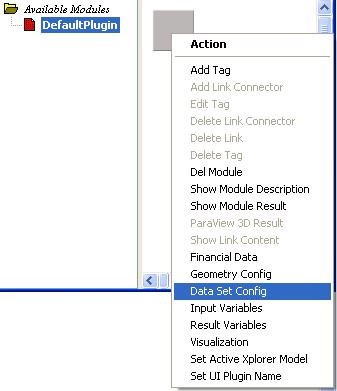 Available Modules
DefaultPlugin
Action
Add Tag
Add Link Connector
Edit Tag
Delete Link Connector
Delete Link
Delete Tag
Del Module
Show Module Description
Show Module Result
ParaView 3D Result
Show Link Content
Financial Data
Geometry Config
Data Set Config
Input Variables
Result Variables
Visualization
Set Active Xplorer Model
Set UI Plugin Name